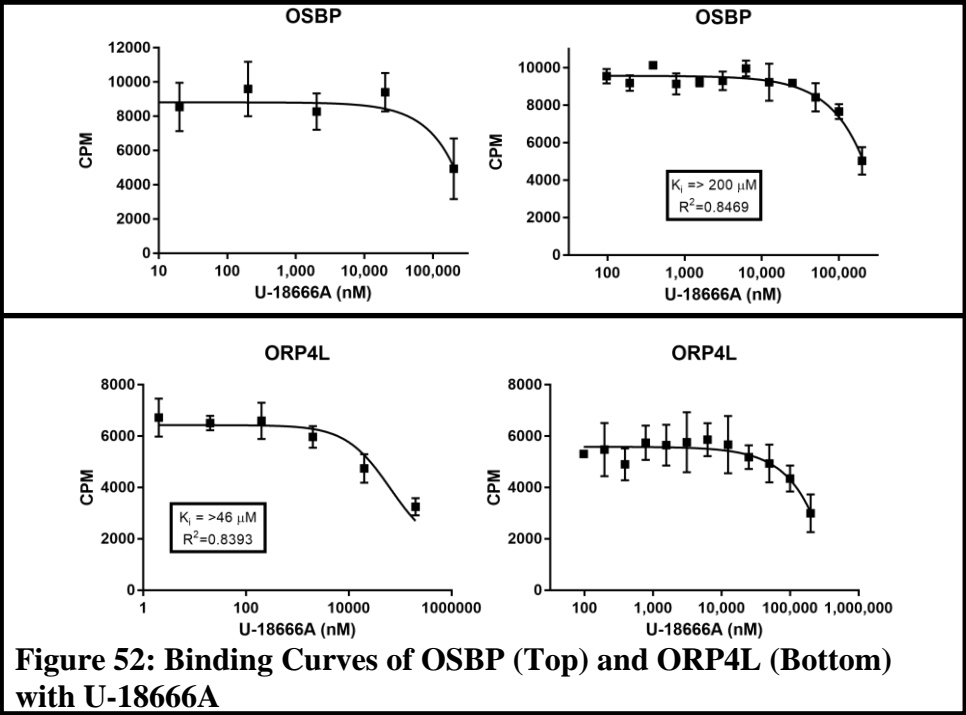 OSBP
12000
10000
8000
6000
4000
2000
0
CPM
10 100 1,000 10,000 100,000
U-18666A (nM)
OSBP
10000
8000
6000
4000
2000
0
CPM
K_i => 200 μM
R²=0.8469
100 1,000 10,000 100,000
U-18666A (nM)
ORP4L
8000
6000
4000
2000
0
CPM
K_i = >46 μM
R²=0.8393
1 100 10000 1000000
U-18666A (nM)
ORP4L
8000
6000
4000
2000
0
CPM
100 1,000 10,000 100,000 1,000,000
U-18666A (nM)
Figure 52: Binding Curves of OSBP (Top) and ORP4L (Bottom)
with U-18666A